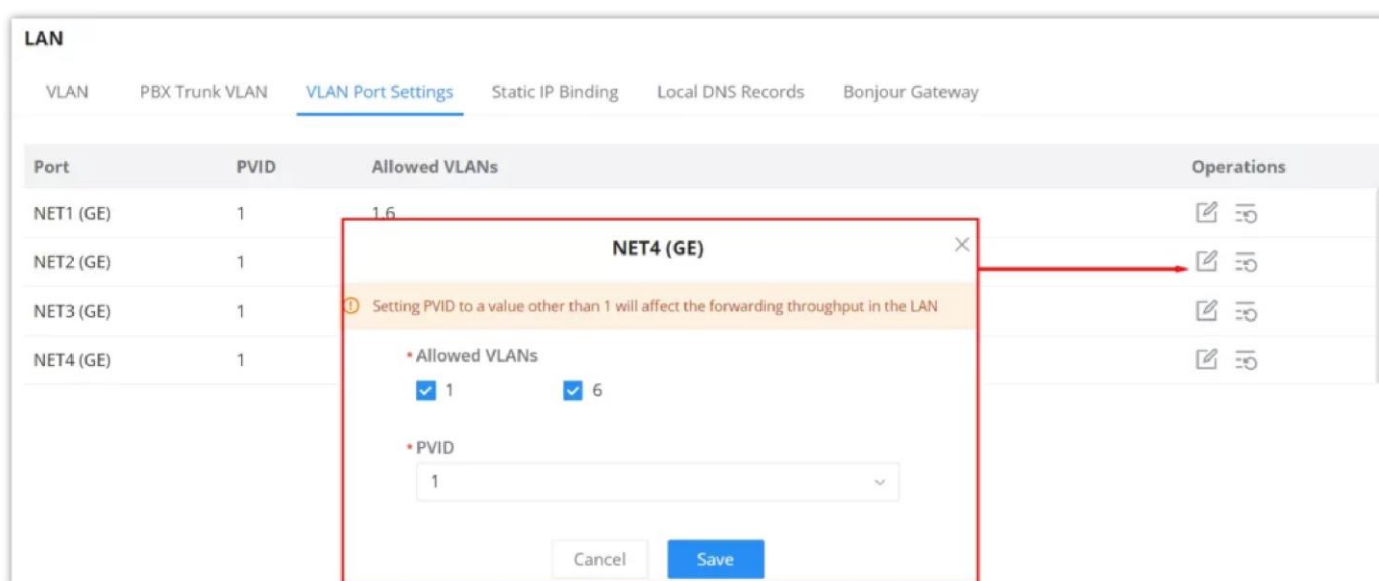 LAN
VLAN PBX Trunk VLAN VLAN Port Settings Static IP Binding Local DNS Records Bonjour Gateway
Port PVID Allowed VLANs Operations
NET1 (GE) 1 1,6
NET2 (GE) 1
NET3 (GE) 1
NET4 (GE) 1
NET4 (GE)
Setting PVID to a value other than 1 will affect the forwarding throughput in the LAN
* Allowed VLANs
1 6
* PVID
1
Cancel Save